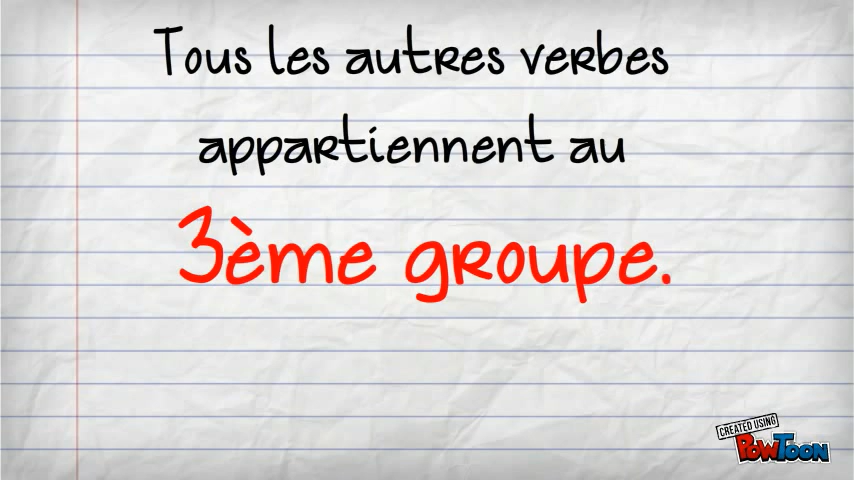 Tous les autres verbes
appartiennent au
3ème groupe.
CREATED USING
POWTOON